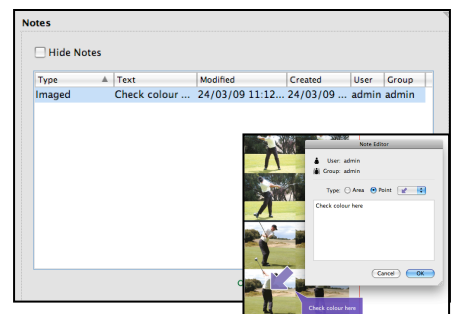 Notes
Hide Notes
Type Text Modified Created User Group
Imaged Check colour ... 24/03/09 11:12... 24/03/09 ... admin admin
Note Editor
User: admin
Group: admin
Type Area Point
Check colour here
Cancel OK
Check colour here